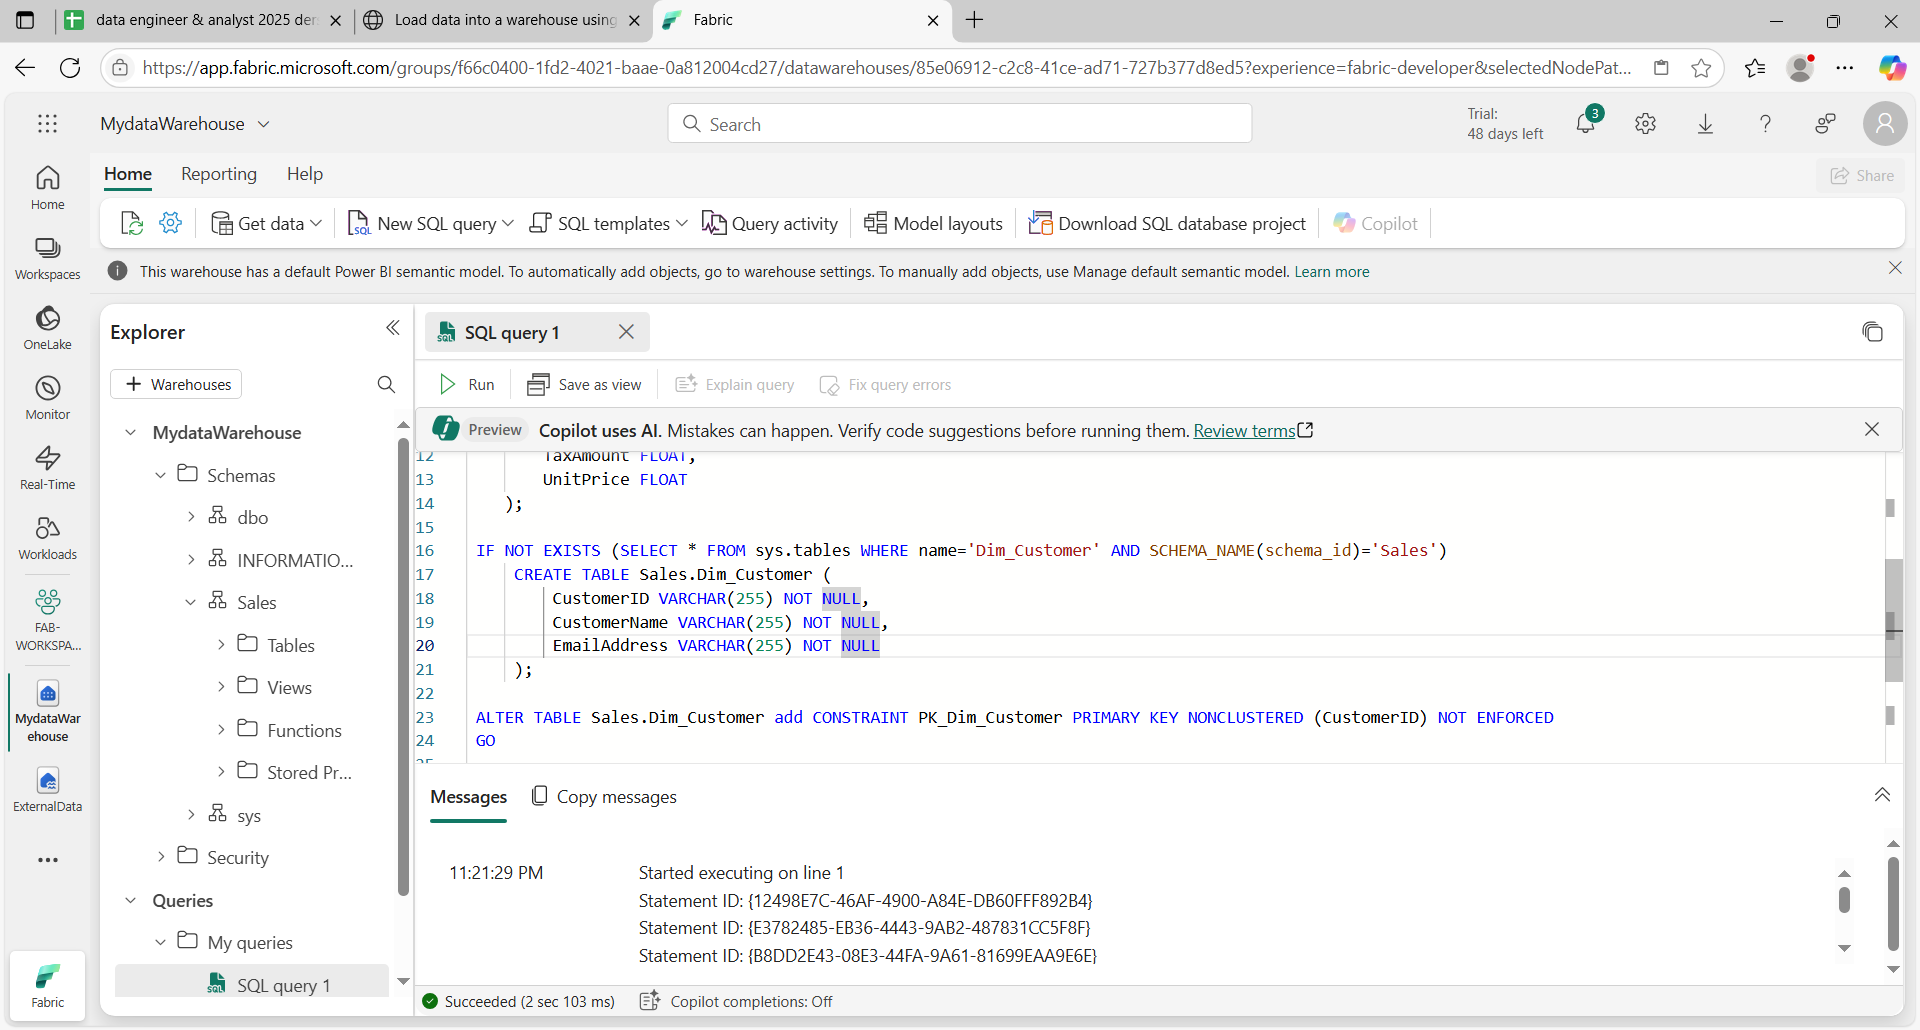 data engineer & analyst 2025 der
Load data into a warehouse using
Fabric
https://app.fabric.microsoft.com/groups/f66c0400-1fd2-4021-baae-0a812004cd27/datawarehouses/85e06912-c2c8-41ce-ad71-727b377d8ed5?experience=fabric-developer&selectedNodePat...
MydataWarehouse
Search
Trial:
48 days left
3
Home
Reporting
Help
Share
Get data
New SQL query
SQL templates
Query activity
Model layouts
Download SQL database project
Copilot
This warehouse has a default Power BI semantic model. To automatically add objects, go to warehouse settings. To manually add objects, use Manage default semantic model. Learn more
Home
Workspaces
OneLake
Monitor
Real-Time
Workloads
FAB-
WORKSPA...
MydataWar
ehouse
ExternalData
Fabric
Explorer
+ Warehouses
MydataWarehouse
Schemas
dbo
INFORMATIO...
Sales
Tables
Views
Functions
Stored Pr...
sys
Security
Queries
My queries
SQL query 1
SQL query 1
Run
Save as view
Explain query
Fix query errors
Preview Copilot uses AI. Mistakes can happen. Verify code suggestions before running them. Review terms
12 TaxAmount FLOAT,
13 UnitPrice FLOAT
14 );
15
16 IF NOT EXISTS (SELECT * FROM sys.tables WHERE name='Dim_Customer' AND SCHEMA_NAME(schema_id)='Sales')
17 CREATE TABLE Sales.Dim_Customer (
18 CustomerID VARCHAR(255) NOT NULL,
19 CustomerName VARCHAR(255) NOT NULL,
20 EmailAddress VARCHAR(255) NOT NULL
21 );
22
23 ALTER TABLE Sales.Dim_Customer add CONSTRAINT PK_Dim_Customer PRIMARY KEY NONCLUSTERED (CustomerID) NOT ENFORCED
24 GO
Messages
Copy messages
11:21:29 PM Started executing on line 1
Statement ID: {12498E7C-46AF-4900-A84E-DB60FFF892B4}
Statement ID: {E3782485-EB36-4443-9AB2-487831CC5F8F}
Statement ID: {B8DD2E43-08E3-44FA-9A61-81699EAA9E6E}
Succeeded (2 sec 103 ms)
Copilot completions: Off